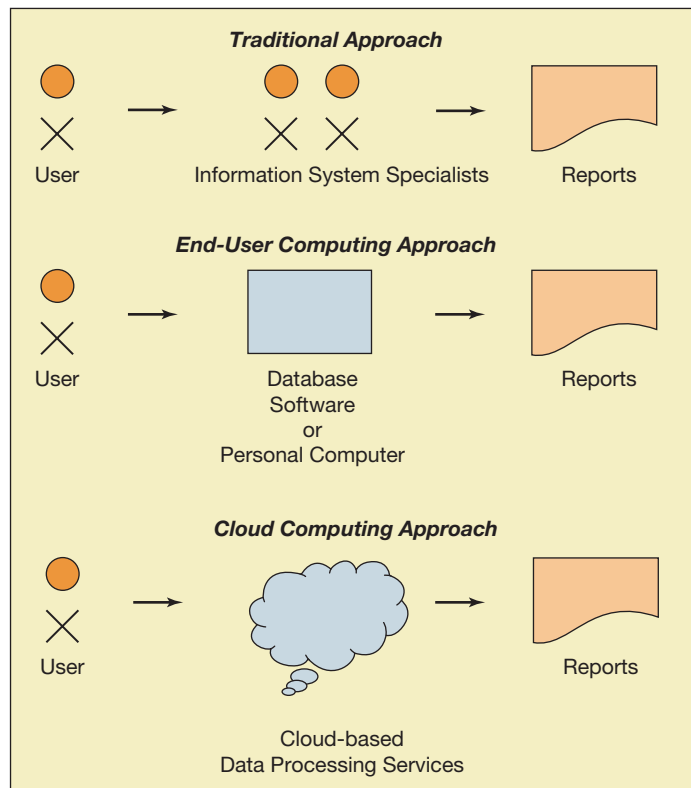 Traditional Approach
User
Information System Specialists
Reports
End-User Computing Approach
User
Database
Software
or
Personal Computer
Reports
Cloud Computing Approach
User
Reports
Cloud-based
Data Processing Services